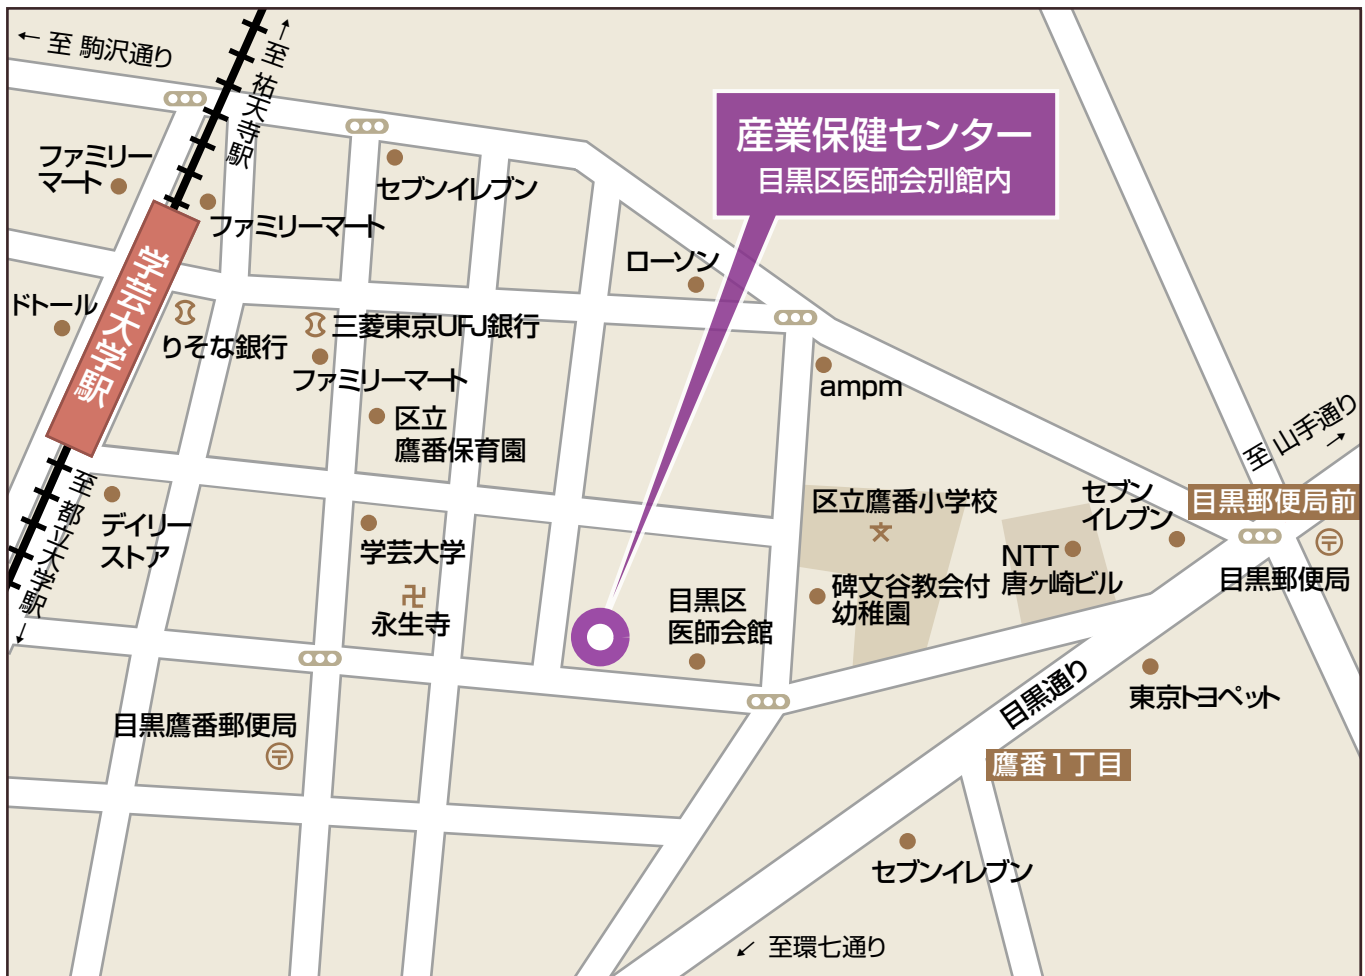 ← 至 駒沢通り
↑至 祐天寺駅
産業保健センター
目黒区医師会別館内
ファミリー
マート
セブンイレブン
ファミリーマート
ローソン
学芸大学駅
ドトール
りそな銀行
三菱東京UFJ銀行
ファミリーマート
ampm
区立
鷹番保育園
至 山手通り →
セブン
イレブン
区立鷹番小学校
文
目黒郵便局前
〒
目黒郵便局
至 都立大学駅→
デイリー
ストア
学芸大学
卍
永生寺
NTT
唐ヶ崎ビル
碑文谷教会付
幼稚園
目黒区
医師会館
目黒通り
東京トヨペット
目黒鷹番郵便局
〒
鷹番1丁目
セブンイレブン
↙ 至環七通り